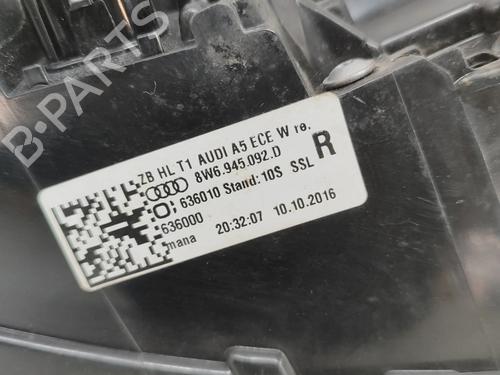 B-PARTS
ZB HL T1 AUDI A5 ECE W re.
8W6.945.092.D R
636010 Stand: 10S SSL
636000 20:32:07 10.10.2016
mana